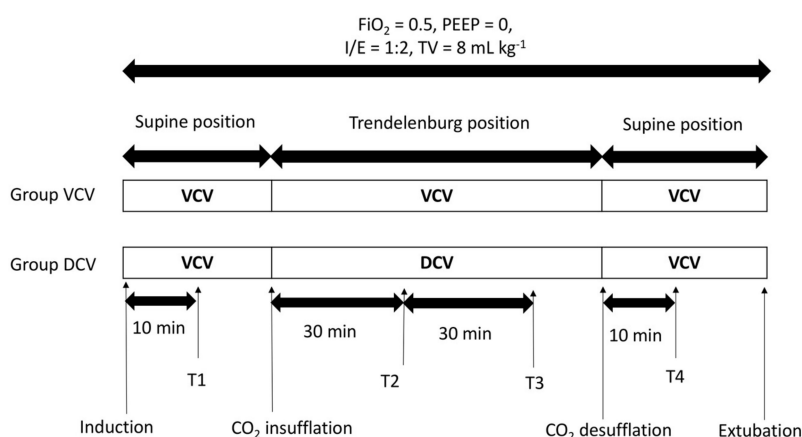 FiO₂ = 0.5, PEEP = 0,
I/E = 1:2, TV = 8 mL kg⁻¹
Supine position Trendelenburg position Supine position
Group VCV VCV VCV VCV
Group DCV VCV DCV VCV
10 min 30 min 30 min 10 min
T1 T2 T3 T4
Induction CO₂ insufflation CO₂ desufflation Extubation